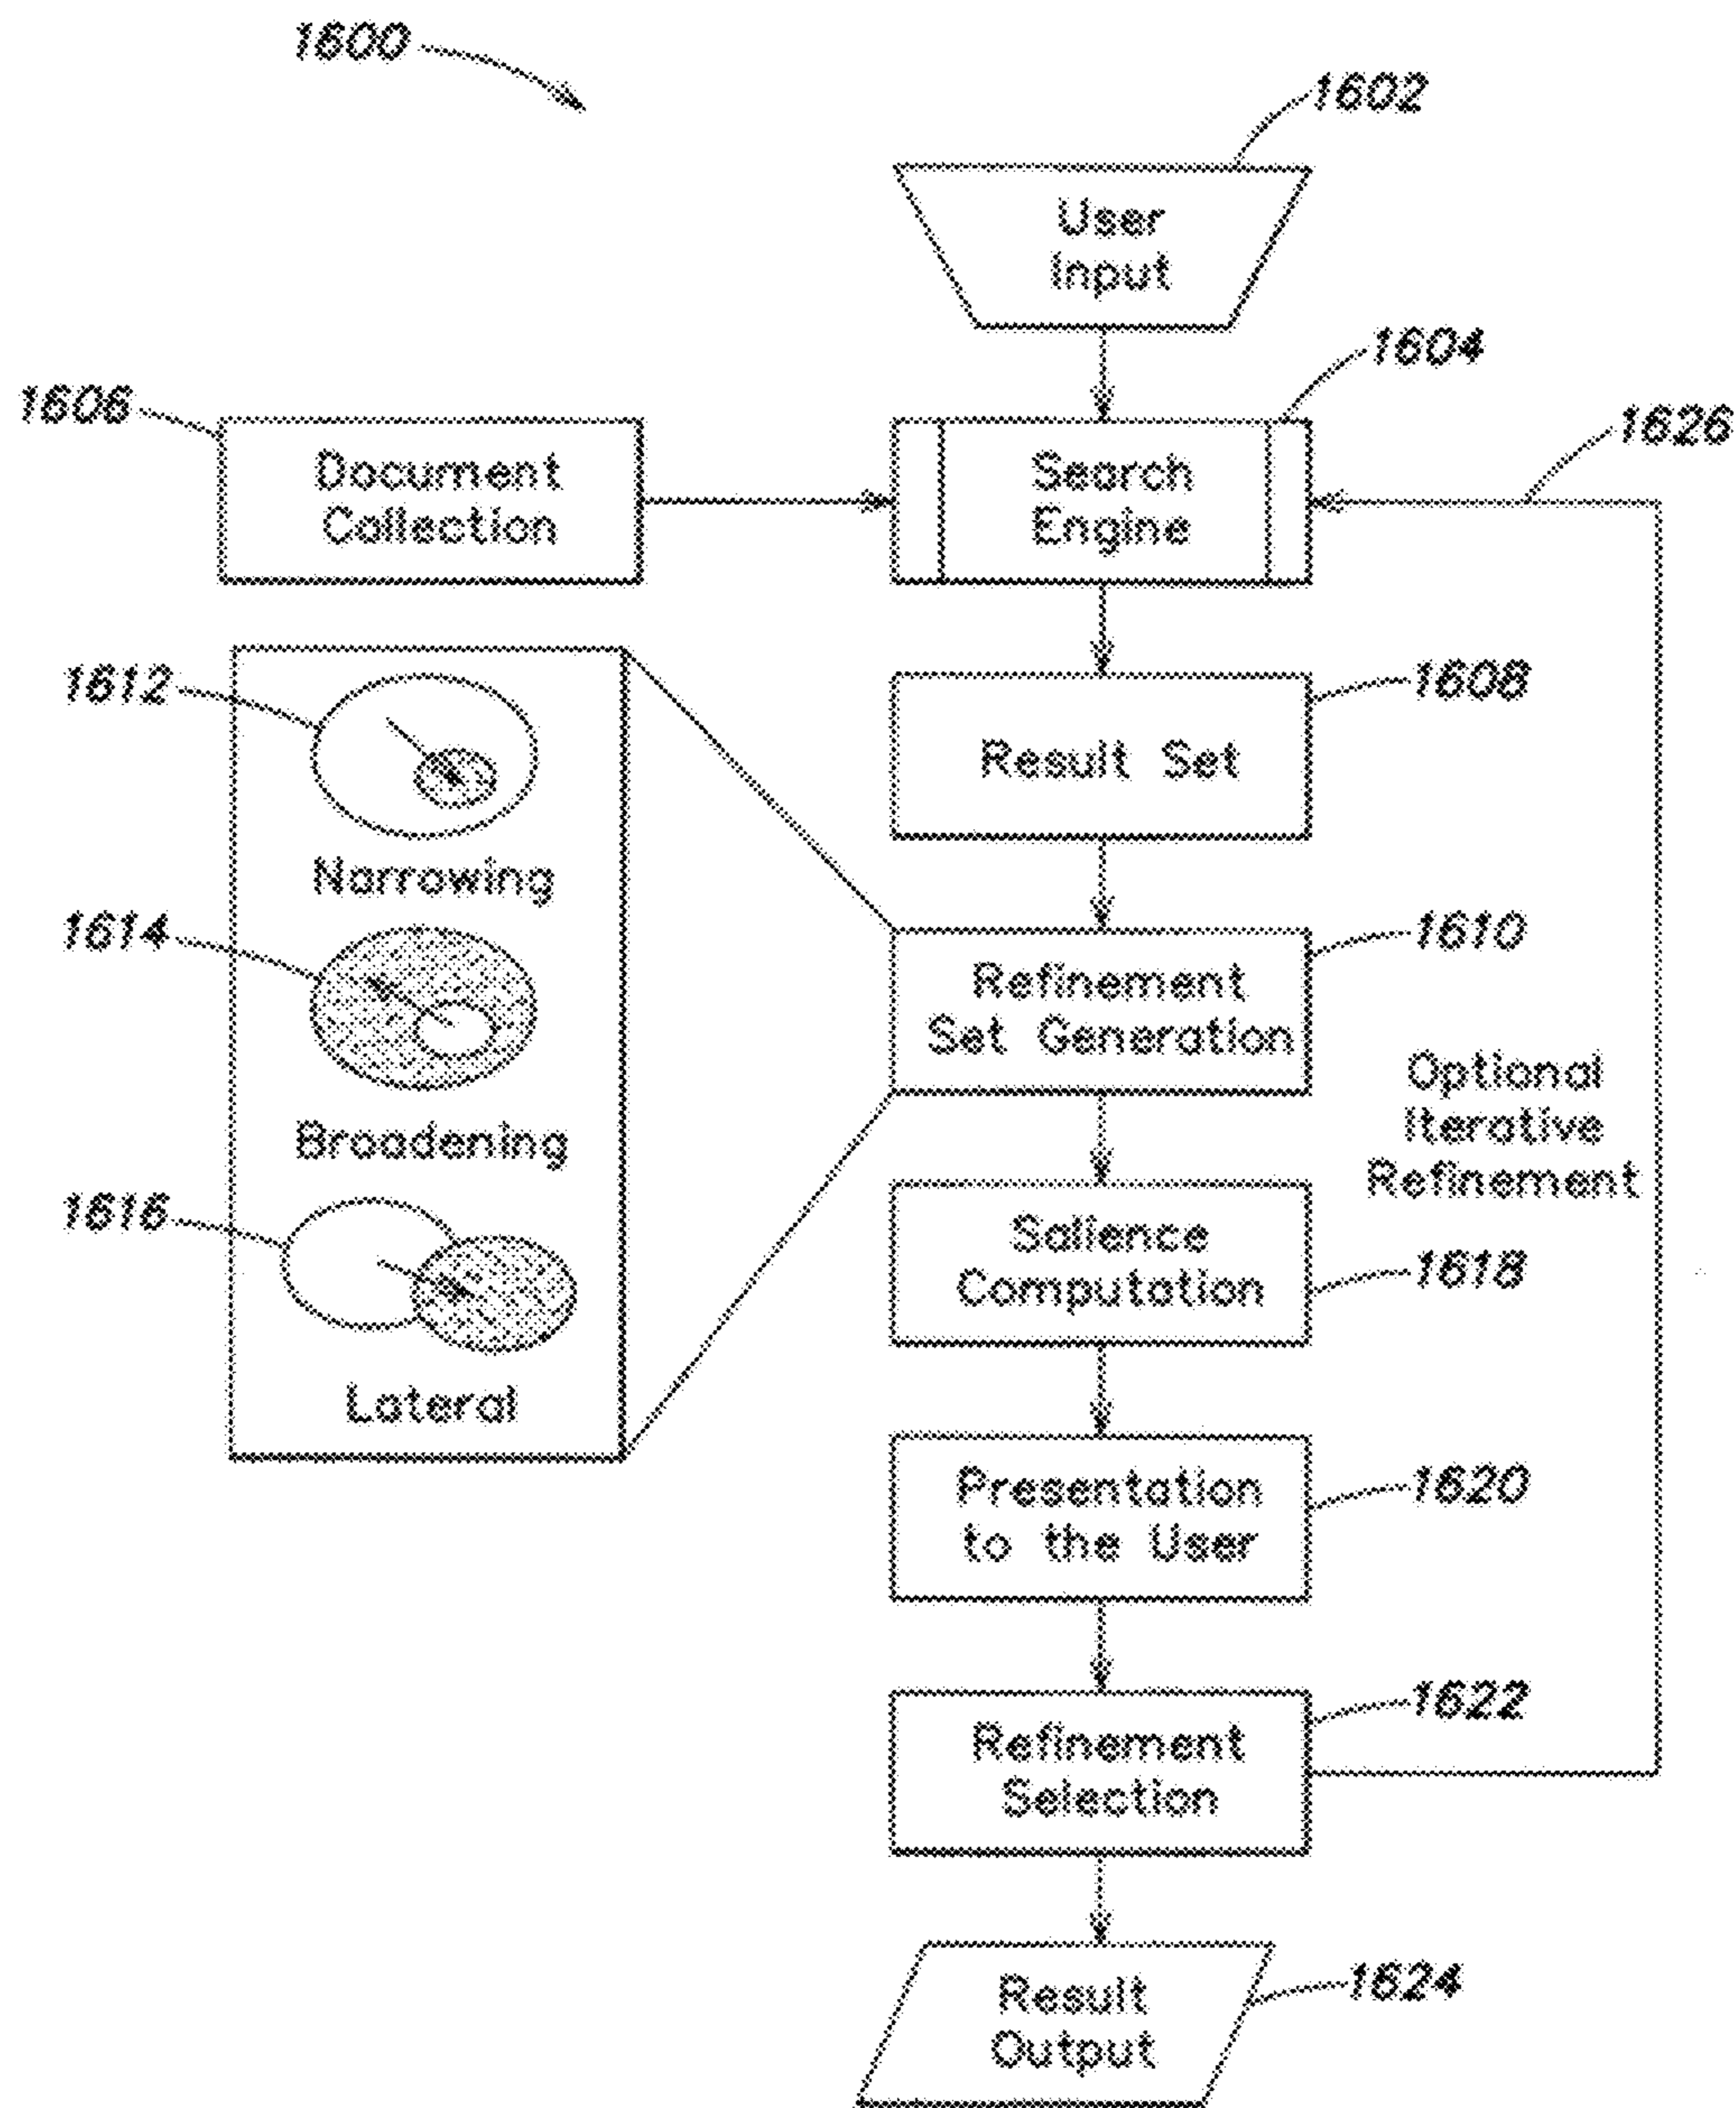 1600
1602
User
Input
1604
1606
1626
Document
Collection
Search
Engine
1612
1608
Result Set
Narrowing
1614
1610
Refinement
Set Generation
Optional
Iterative
Refinement
Broadening
1616
Salience
Computation
1618
Lateral
Presentation
to the User
1620
1622
Refinement
Selection
Result
Output
1624